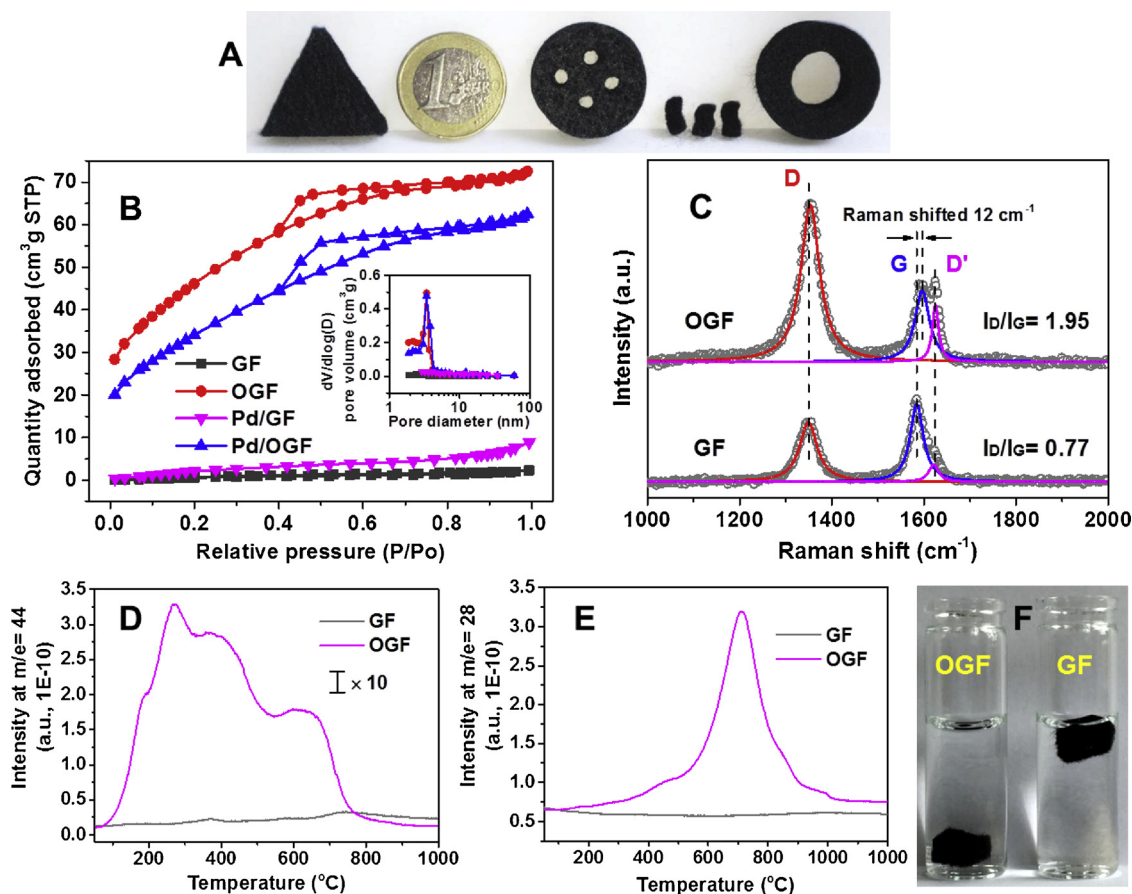 A
B
Quantity adsorbed (cm³g STP)
70
60
50
40
30
20
10
0
GF
OGF
Pd/GF
Pd/OGF
0.0 0.2 0.4 0.6 0.8 1.0
Relative pressure (P/Po)
dV/dlog(D)
pore volume (cm³g)
0.6
0.4
0.2
0.0
1 10 100
Pore diameter (nm)
C
D
Raman shifted 12 cm⁻¹
G
D'
OGF
I_D/I_G= 1.95
GF
I_D/I_G= 0.77
Intensity (a.u.)
1000 1200 1400 1600 1800 2000
Raman shift (cm⁻¹)
D
GF
OGF
× 10
Intensity at m/e= 44
(a.u., 1E-10)
3.5
3.0
2.5
2.0
1.5
1.0
0.5
0.0
200 400 600 800 1000
Temperature (°C)
E
GF
OGF
Intensity at m/e= 28
(a.u., 1E-10)
3.5
3.0
2.5
2.0
1.5
1.0
0.5
200 400 600 800 1000 1200
Temperature (°C)
F
OGF
GF